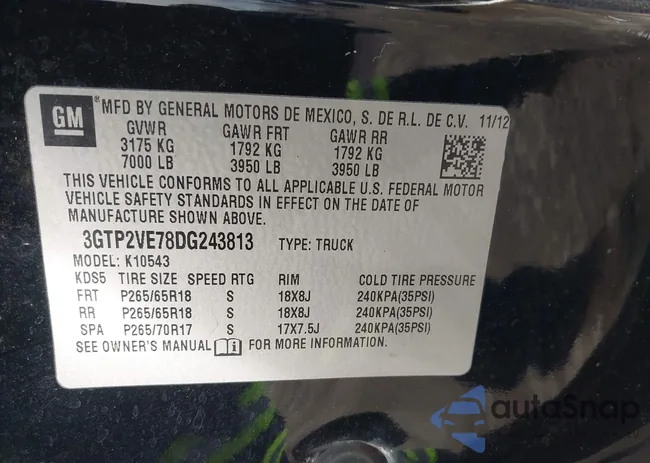 GM ® MFD BY GENERAL MOTORS DE MEXICO, S. DE R.L. DE C.V. 11/12
GVWR GAWR FRT GAWR RR
3175 KG 1792 KG 1792 KG
7000 LB 3950 LB 3950 LB
THIS VEHICLE CONFORMS TO ALL APPLICABLE U.S. FEDERAL MOTOR
VEHICLE SAFETY STANDARDS IN EFFECT ON THE DATE OF
MANUFACTURE SHOWN ABOVE.
3GTP2VE78DG243813 TYPE: TRUCK
MODEL: K10543
KDS5 TIRE SIZE SPEED RTG RIM COLD TIRE PRESSURE
FRT P265/65R18 S 18X8J 240KPA(35PSI)
RR P265/65R18 S 18X8J 240KPA(35PSI)
SPA P265/70R17 S 17X7.5J 240KPA(35PSI)
SEE OWNER'S MANUAL FOR MORE INFORMATION.
autoSnap